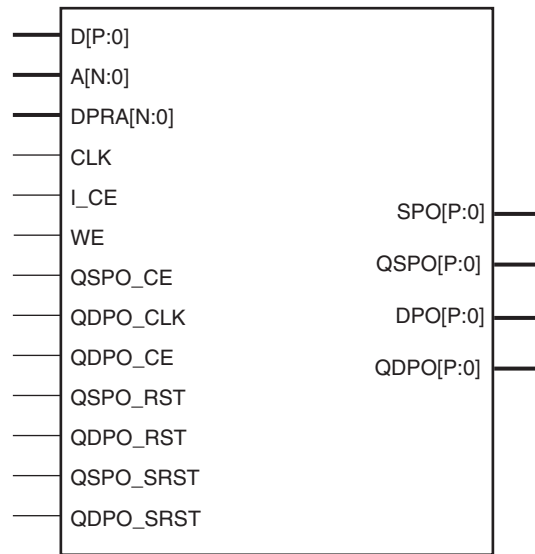 D[P:0]
A[N:0]
DPRA[N:0]
CLK
I_CE
WE
QSPO_CE
QDPO_CLK
QDPO_CE
QSPO_RST
QDPO_RST
QSPO_SRST
QDPO_SRST
SPO[P:0]
QSPO[P:0]
DPO[P:0]
QDPO[P:0]